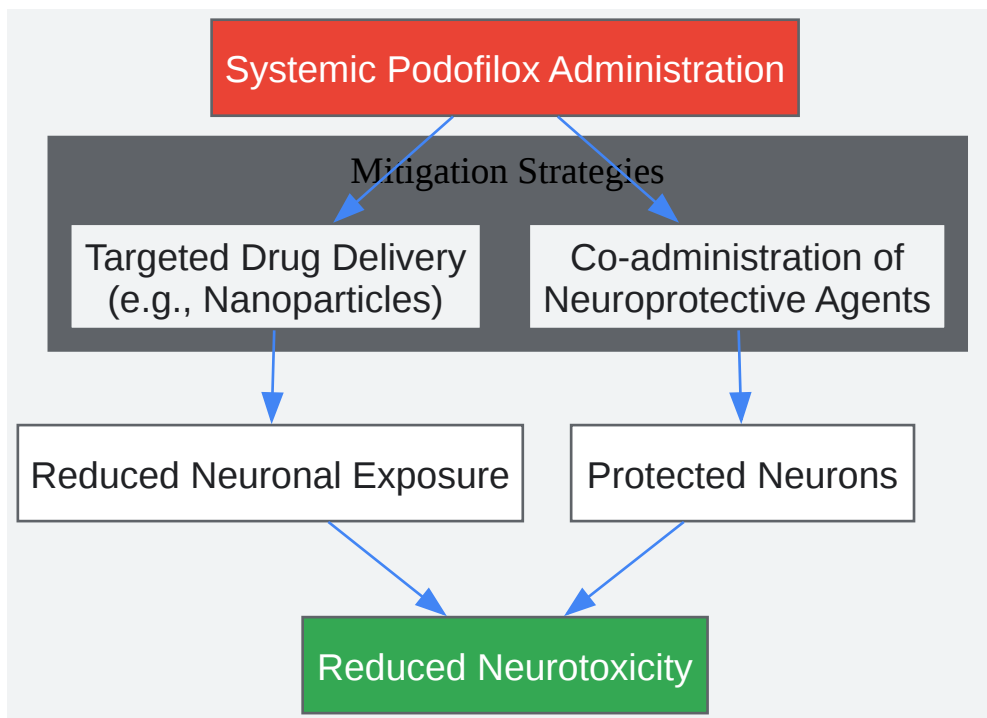 Systemic Podofilox Administration
Mitigation Strategies
Targeted Drug Delivery
(e.g., Nanoparticles)
Co-administration of
Neuroprotective Agents
Reduced Neuronal Exposure
Protected Neurons
Reduced Neurotoxicity